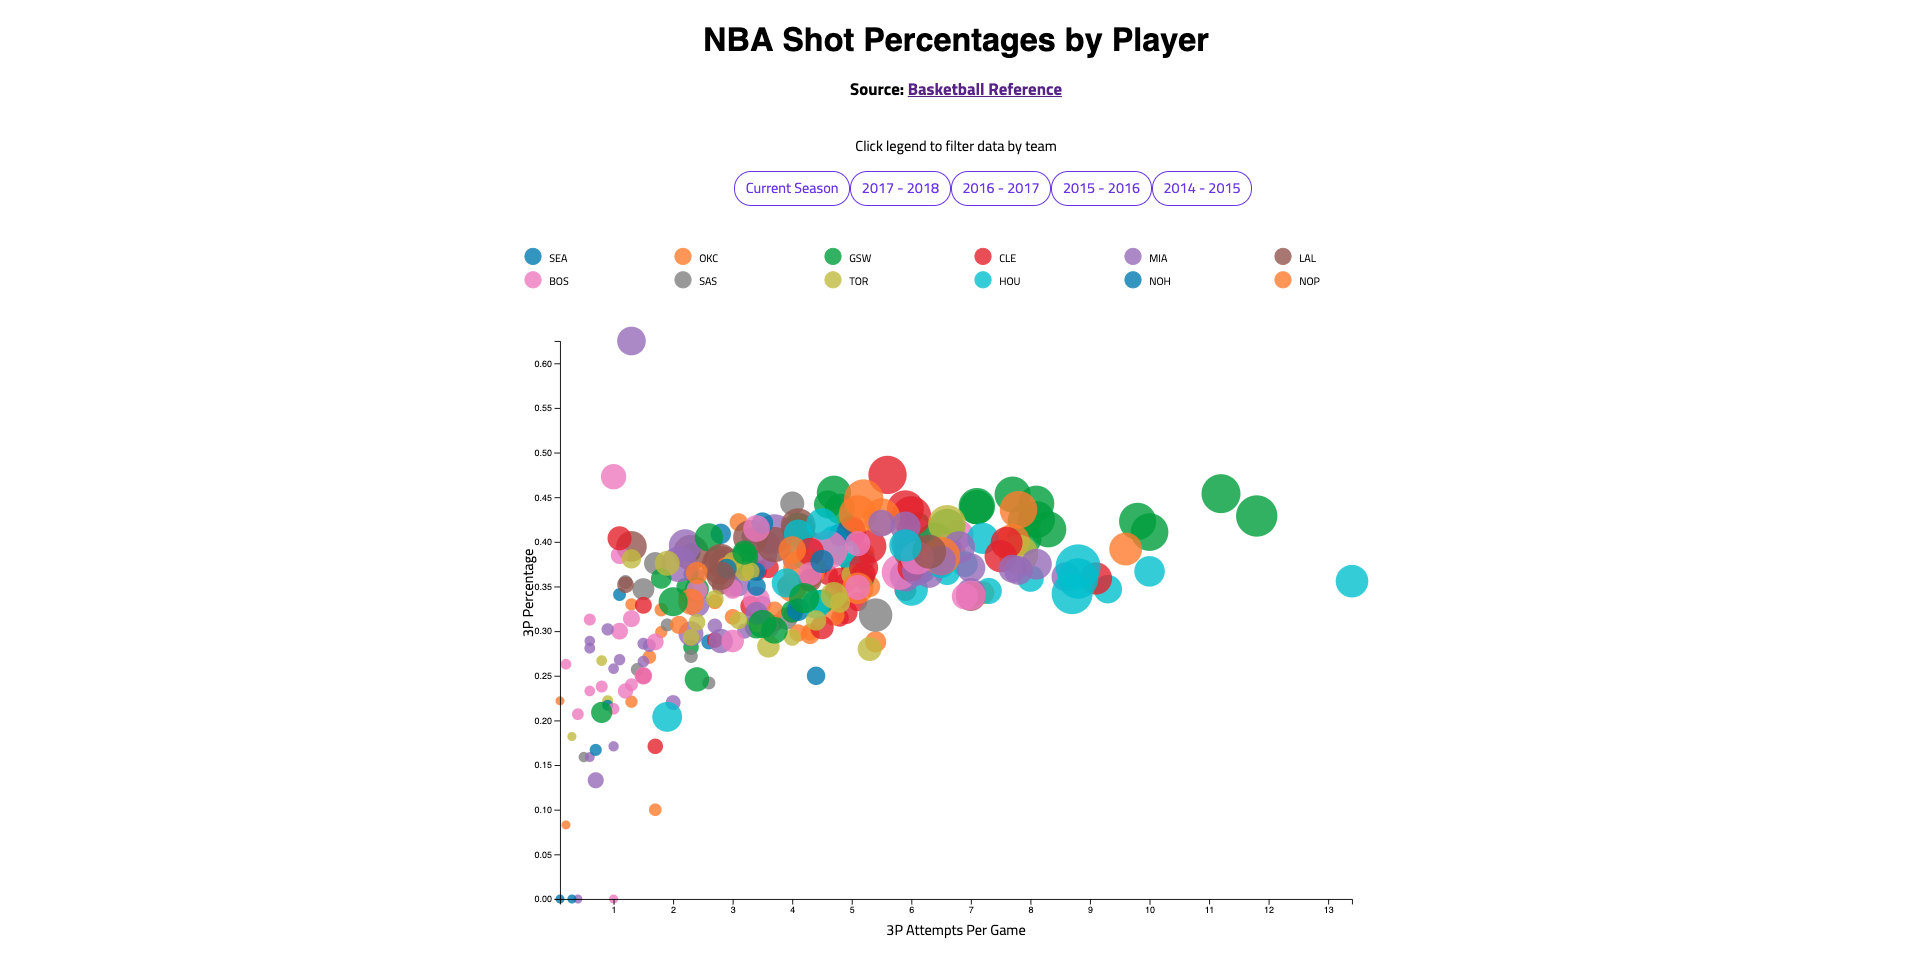 NBA Shot Percentages by Player
Source: Basketball Reference
Click legend to filter data by team
Current Season 2017 - 2018 2016 - 2017 2015 - 2016 2014 - 2015
SEA OKC GSW CLE MIA LAL
BOS SAS TOR HOU NOH NOP
3P Percentage
0.60
0.55
0.50
0.45
0.40
0.35
0.30
0.25
0.20
0.15
0.10
0.05
0.00
1 2 3 4 5 6 7 8 9 10 11 12 13
3P Attempts Per Game